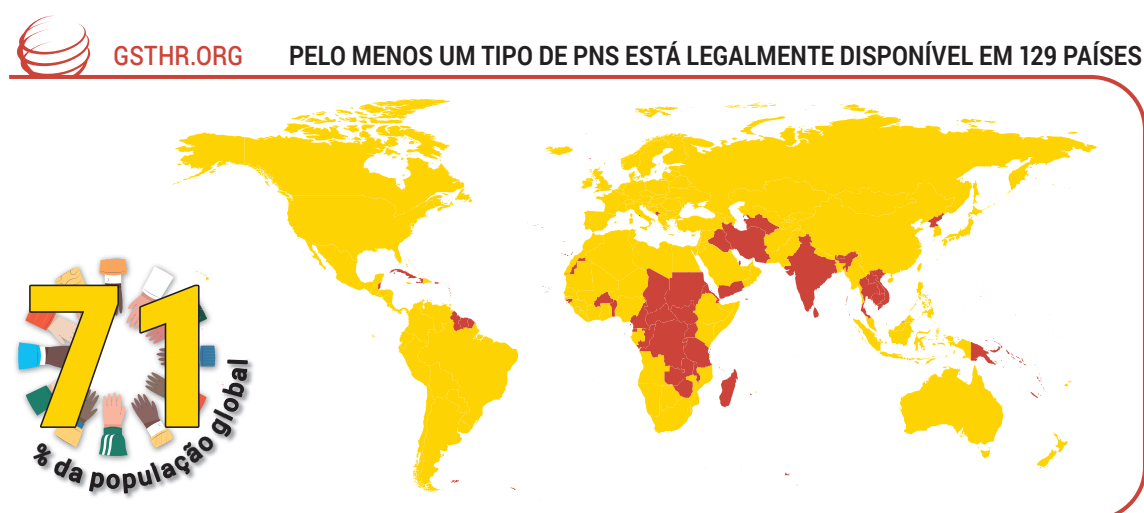 GSTHR.ORG
PELO MENOS UM TIPO DE PNS ESTÁ LEGALMENTE DISPONÍVEL EM 129 PAÍSES
71
% da população global